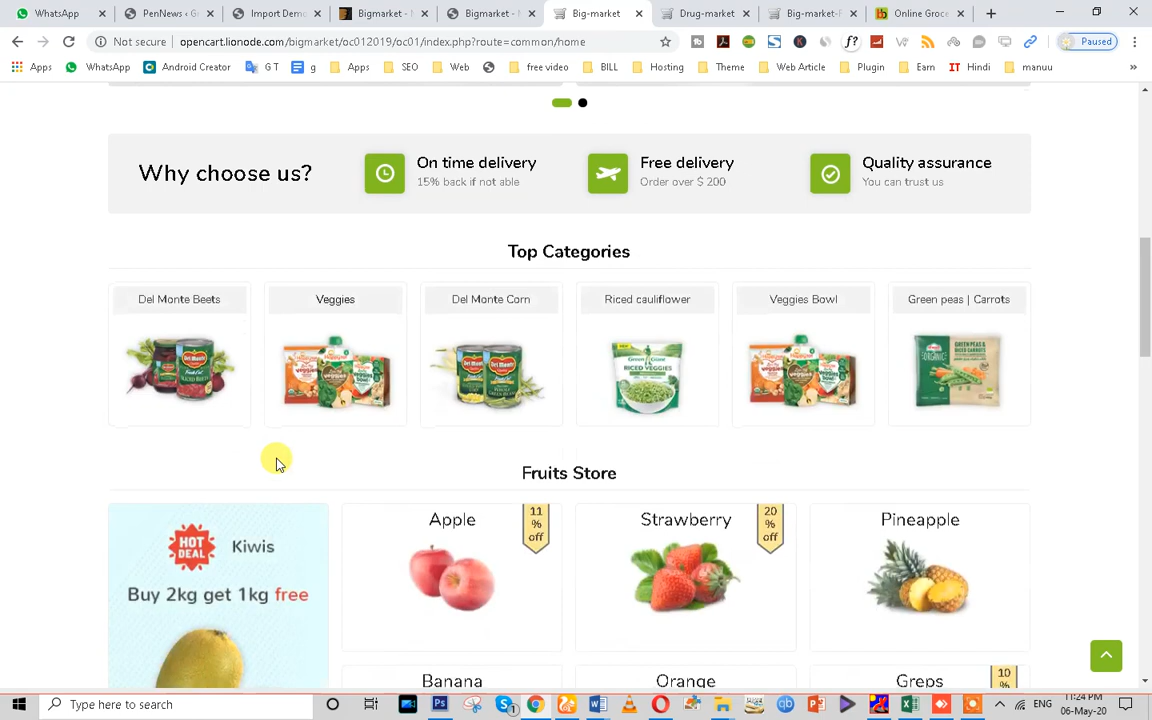 WhatsApp
PenNews ‹ G
Import Demo
Bigmarket -
Bigmarket - N
Big-market
Drug-market
Big-market-F
Online Groce
Not secure
opencart.lionode.com/bigmarket/oc012019/oc01/index.php?route=common/home
Paused
Apps
WhatsApp
Android Creator
G T
g
Apps
SEO
Web
free video
BILL
Hosting
Theme
Web Article
Plugin
Earn
IT Hindi
manuu
Why choose us?
On time delivery
15% back if not able
Free delivery
Order over $ 200
Quality assurance
You can trust us
Top Categories
Del Monte Beets
Veggies
Del Monte Corn
Riced cauliflower
Veggies Bowl
Green peas | Carrots
Fruits Store
HOT
DEAL
Kiwis
Buy 2kg get 1kg free
Apple
11
%
off
Strawberry
20
%
off
Pineapple
Banana
Orange
Greps
10
%
Type here to search
ENG
11:24 PM
06-May-20